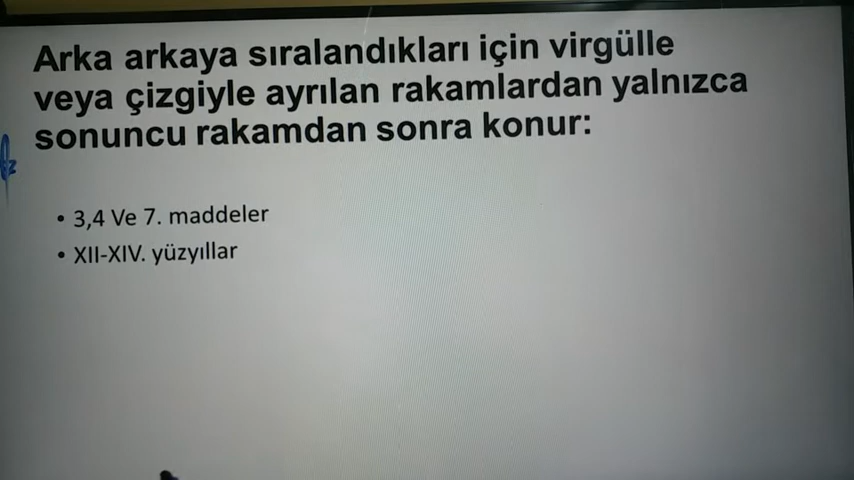 Arka arkaya sıralandıkları için virgülle
veya çizgiyle ayrılan rakamlardan yalnızca
sonuncu rakamdan sonra konur:
• 3,4 Ve 7. maddeler
• XII-XIV. yüzyıllar